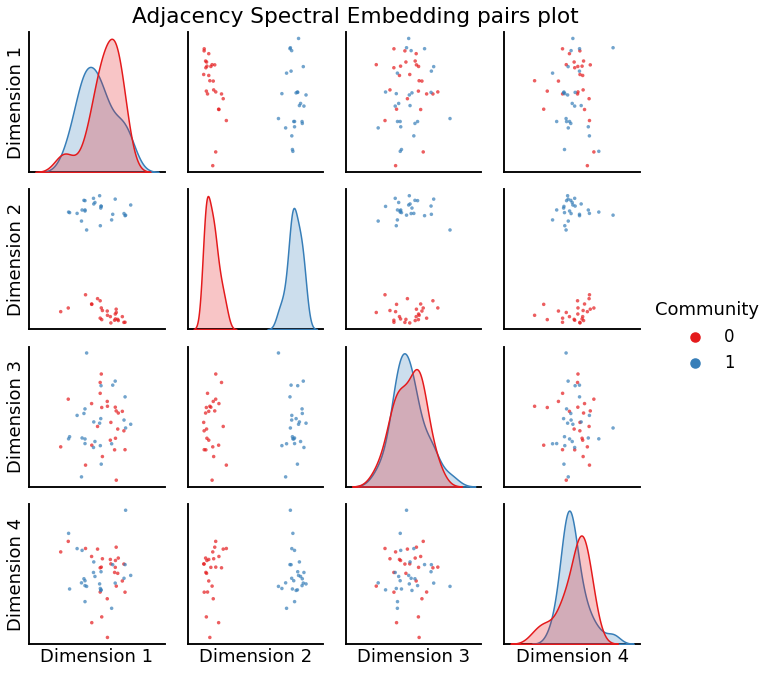 Adjacency Spectral Embedding pairs plot
Dimension 1
Dimension 2
Dimension 3
Dimension 4
Community
0
1
Dimension 1
Dimension 2
Dimension 3
Dimension 4